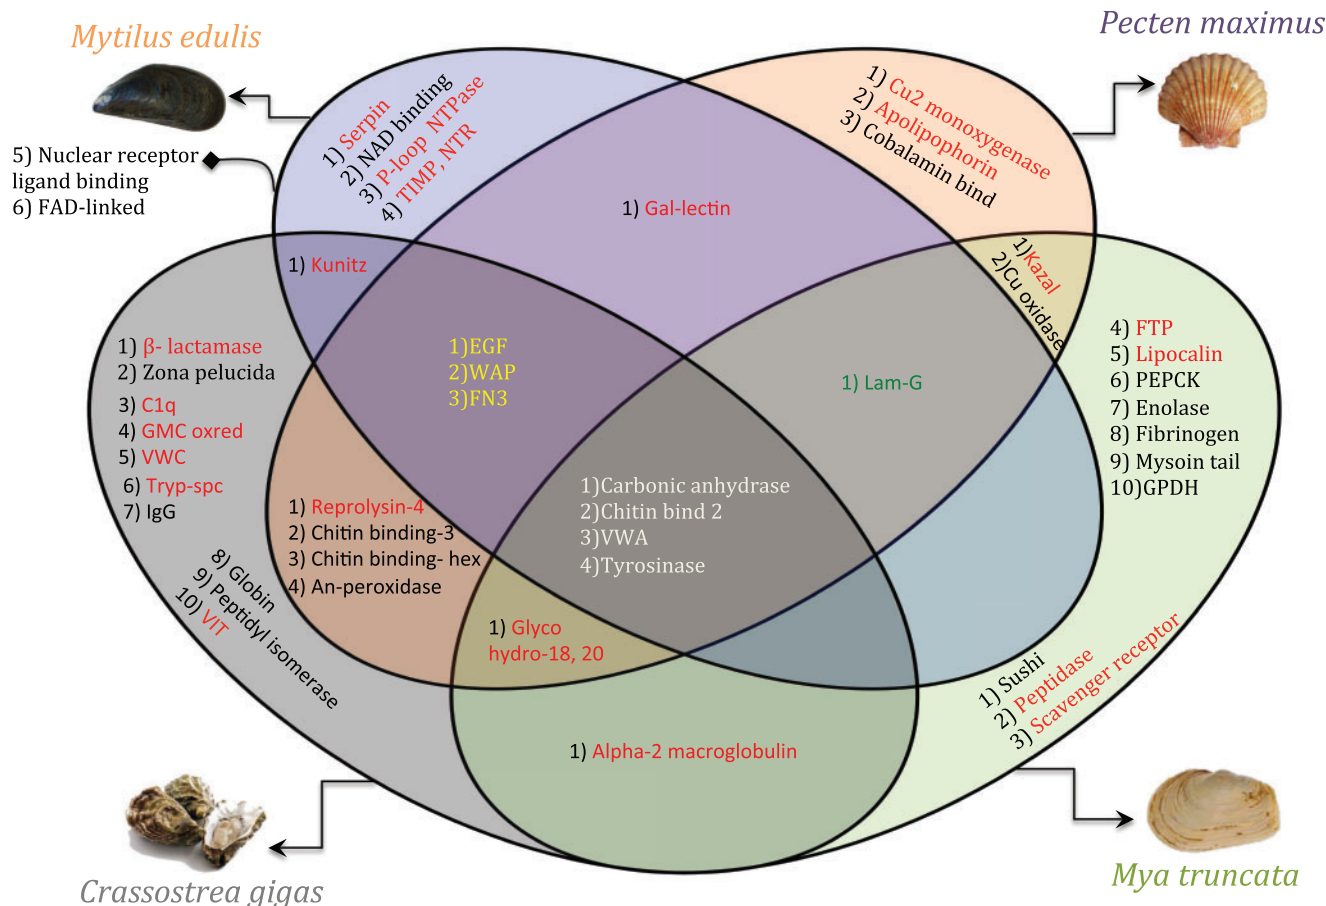 Mytilus edulis
Pecten maximus
5) Nuclear receptor
ligand binding
6) FAD-linked
1) Serpin
2) NAD binding
3) P-loop NTPase
4) TIMP, NTR
1) Gal-lectin
1) Cu2 monoxygenase
2) Apolipophorin
3) Cobalamin bind
1) Kunitz
1)Kazal
2)Cu oxidase
1) β- lactamase
2) Zona pelucida
3) C1q
4) GMC oxred
5) VWC
6) Tryp-spc
7) IgG
8) Globin
9) Peptidyl isomerase
10) VIT
1)EGF
2)WAP
3)FN3
1) Lam-G
4) FTP
5) Lipocalin
6) PEPCK
7) Enolase
8) Fibrinogen
9) Mysoin tail
10)GPDH
1) Reprolysin-4
2) Chitin binding-3
3) Chitin binding- hex
4) An-peroxidase
1)Carbonic anhydrase
2)Chitin bind 2
3)VWA
4)Tyrosinase
1) Glyco
hydro-18, 20
1) Sushi
2) Peptidase
3) Scavenger receptor
1) Alpha-2 macroglobulin
Crassostrea gigas
Mya truncata